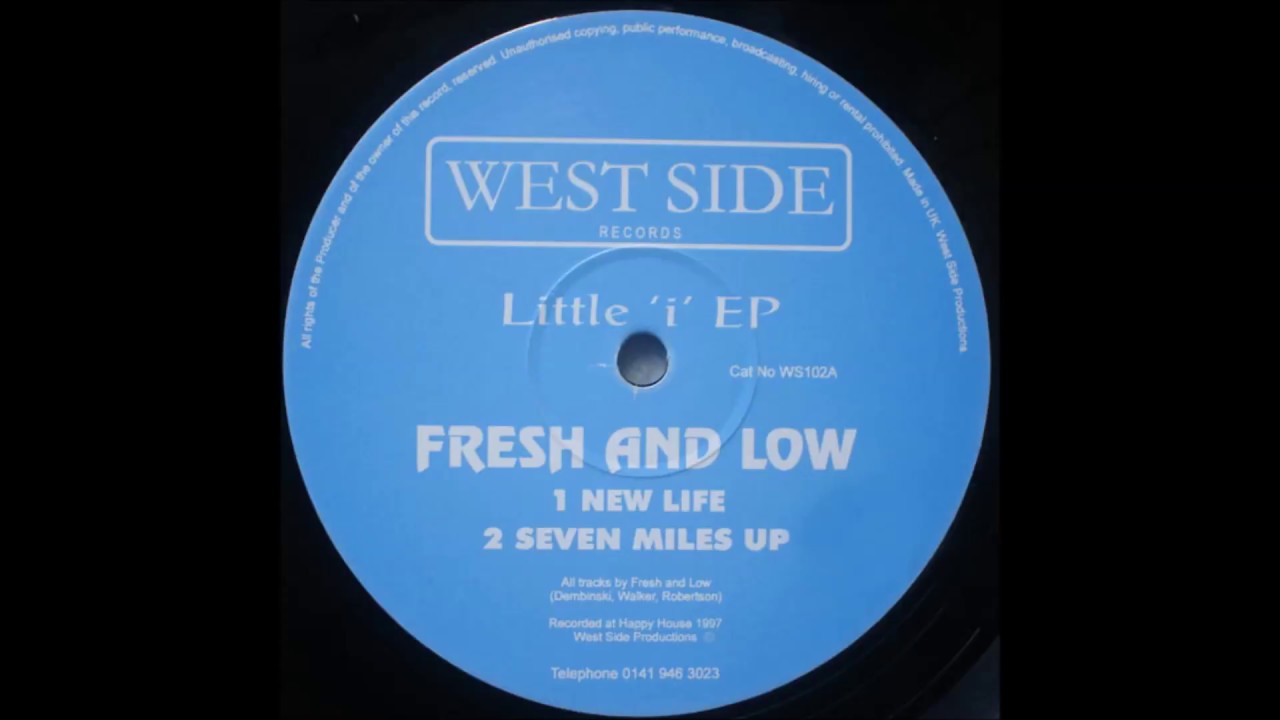 All rights of the Producer and of the owner of this record, reserved. Unauthorised copying, public performance, broadcasting, hiring or rental prohibited. Made in UK. West Side Productions.
WEST SIDE
RECORDS
Little 'i' EP
Cat No WS102A
FRESH AND LOW
1 NEW LIFE
2 SEVEN MILES UP
All tracks by Fresh and Low
(Dembinski, Walker, Robertson)
Recorded at Happy House 1997
West Side Productions ©
Telephone 0141 946 3023